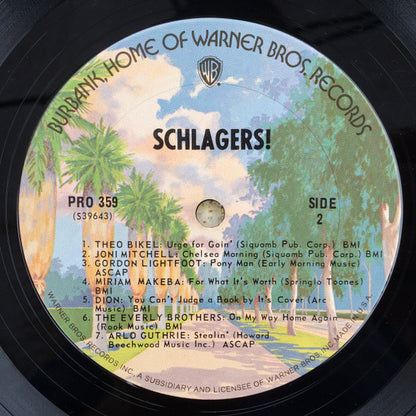 BURBANK, HOME OF WARNER BROS. RECORDS
WB
SCHLAGERS!
PRO 359
(S39643)
SIDE
2
1. THEO BIKEL: Urge for Goin' (Siquomb Pub. Corp.) BMI
2. JONI MITCHELL: Chelsea Morning (Siquomb Pub. Corp.) BMI
3. GORDON LIGHTFOOT: Pony Man (Early Morning Music)
ASCAP
4. MIRIAM MAKEBA: For What It's Worth (Springlo Toones)
BMI
5. DION: You Can't Judge a Book by It's Cover (Arc
Music) BMI
6. THE EVERLY BROTHERS: On My Way Home Again
(Rook Music) BMI
7. ARLO GUTHRIE: Stealin' (Howard
Beechwood Music Inc.) ASCAP
WARNER BROS. RECORDS INC., A SUBSIDIARY AND LICENSEE OF WARNER BROS. INC. MADE IN U.S.A.